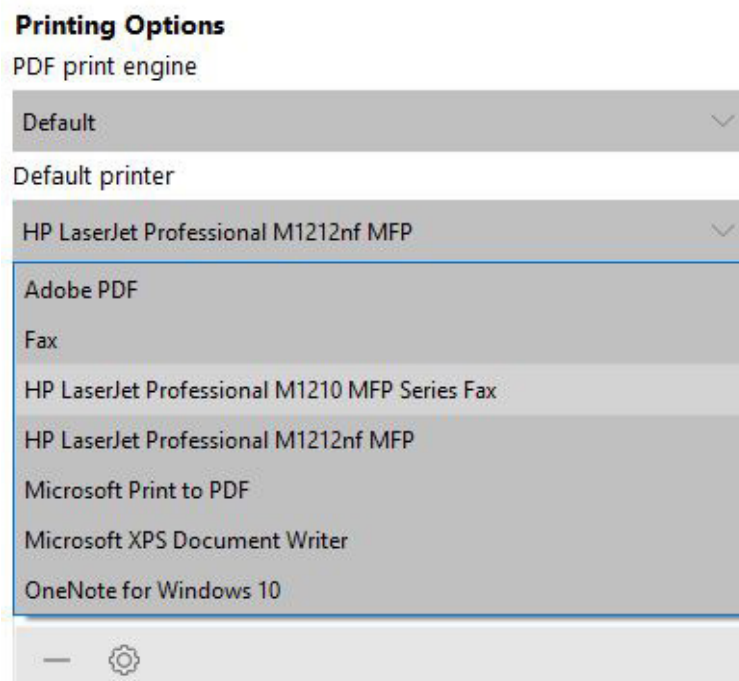 Printing Options
PDF print engine
Default
Default printer
HP LaserJet Professional M1212nf MFP
Adobe PDF
Fax
HP LaserJet Professional M1210 MFP Series Fax
HP LaserJet Professional M1212nf MFP
Microsoft Print to PDF
Microsoft XPS Document Writer
OneNote for Windows 10